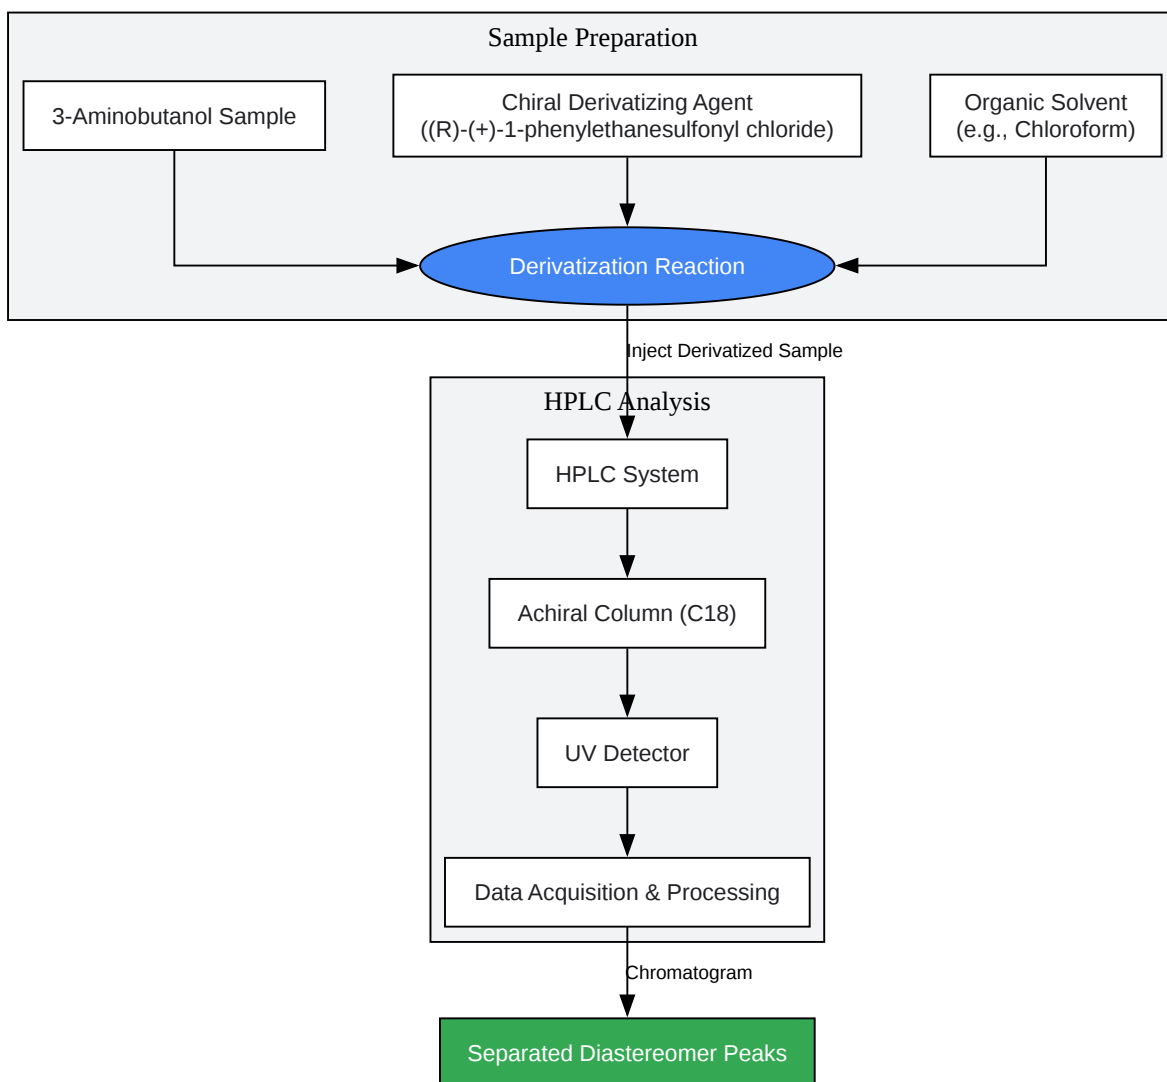 Sample Preparation
3-Aminobutanol Sample
Chiral Derivatizing Agent
((R)-(+)-1-phenylethanesulfonyl chloride)
Organic Solvent
(e.g., Chloroform)
Derivatization Reaction
Inject Derivatized Sample
HPLC Analysis
HPLC System
Achiral Column (C18)
UV Detector
Data Acquisition & Processing
Chromatogram
Separated Diastereomer Peaks